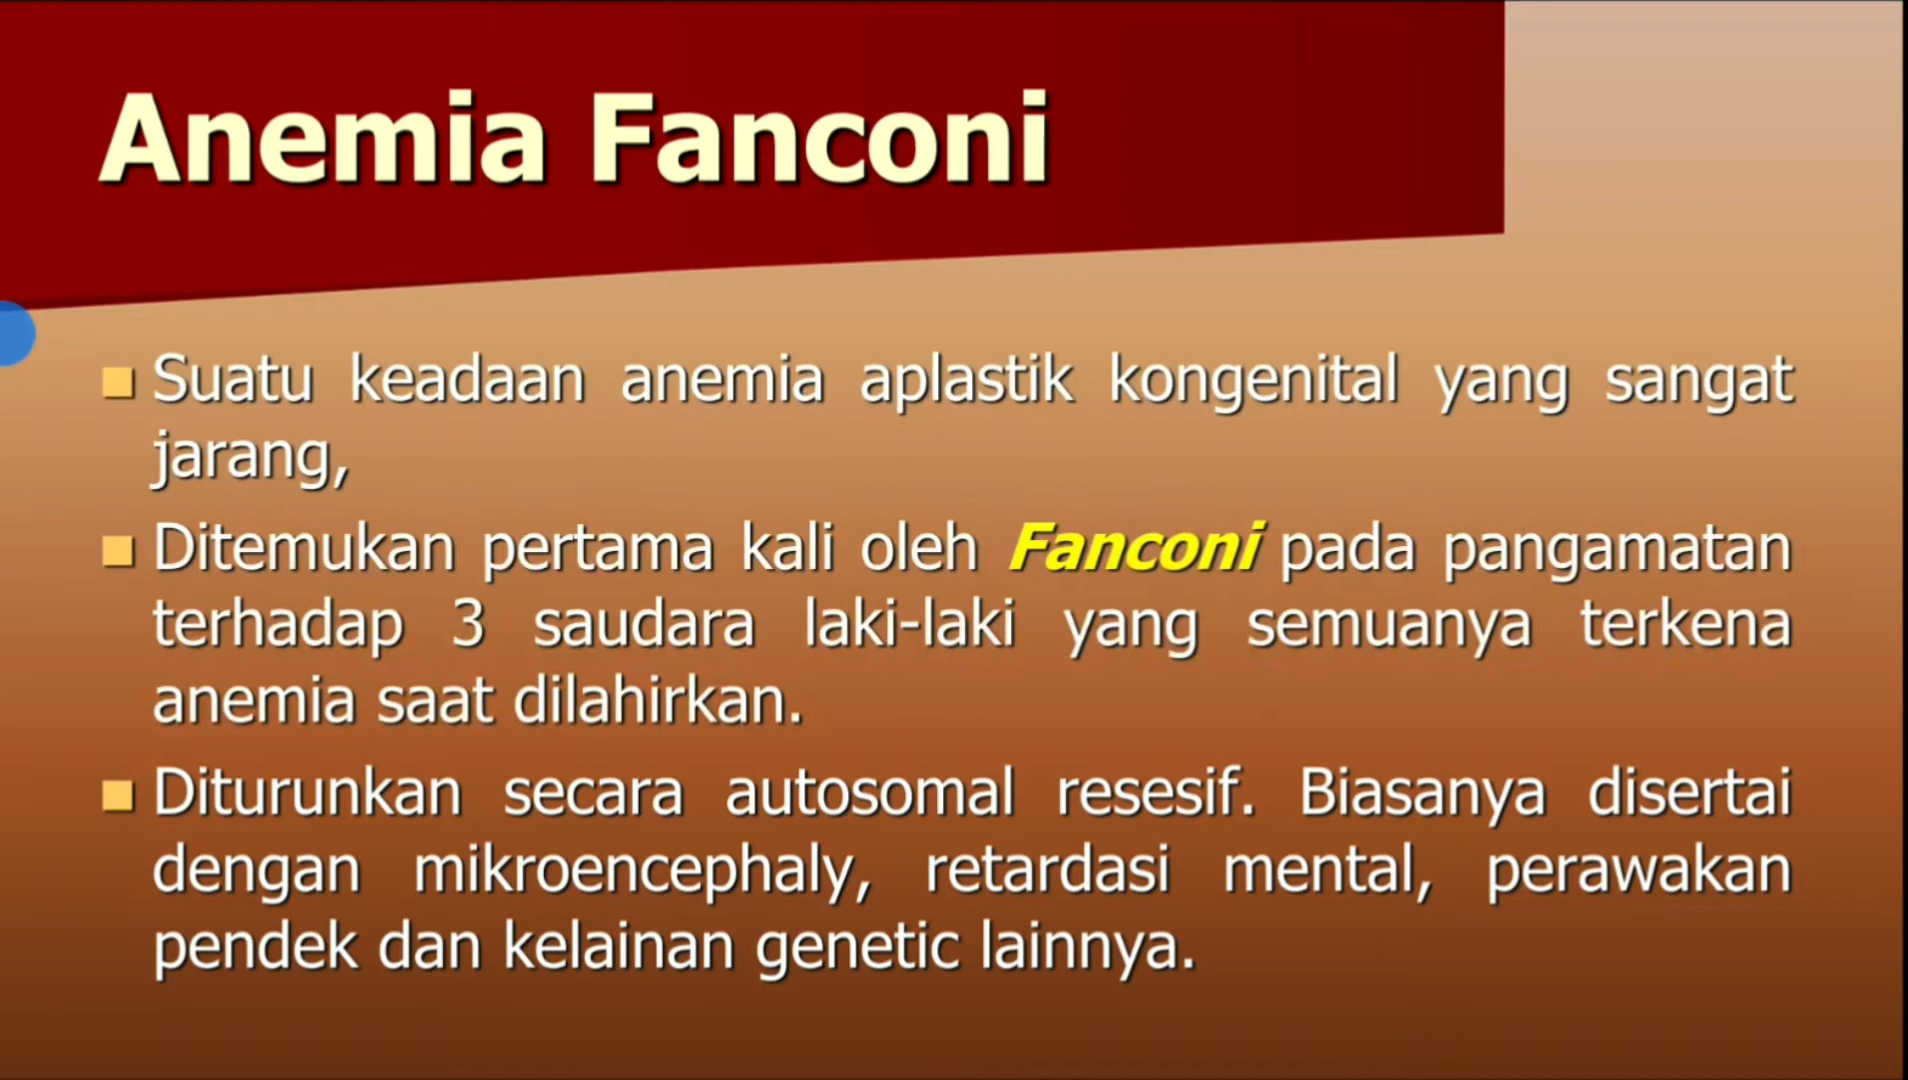 Anemia Fanconi
Suatu keadaan anemia aplastik kongenital yang sangat
jarang,
Ditemukan pertama kali oleh Fanconi pada pangamatan
terhadap 3 saudara laki-laki yang semuanya terkena
anemia saat dilahirkan.
Diturunkan secara autosomal resesif. Biasanya disertai
dengan mikroencephaly, retardasi mental, perawakan
pendek dan kelainan genetic lainnya.